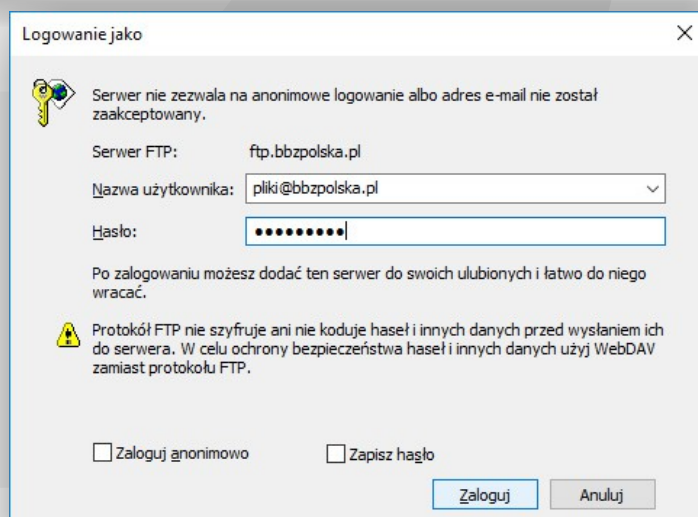 Logowanie jako
Serwer nie zezwala na anonimowe logowanie albo adres e-mail nie został
zaakceptowany.
Serwer FTP: ftp.bbzpolska.pl
Nazwa użytkownika: pliki@bbzpolska.pl
Hasło: ●●●●●●●●●
Po zalogowaniu możesz dodać ten serwer do swoich ulubionych i łatwo do niego
wracać.
Protokół FTP nie szyfruje ani nie koduje haseł i innych danych przed wysłaniem ich
do serwera. W celu ochrony bezpieczeństwa haseł i innych danych użyj WebDAV
zamiast protokołu FTP.
Zaloguj anonimowo Zapisz hasło
Zaloguj Anuluj